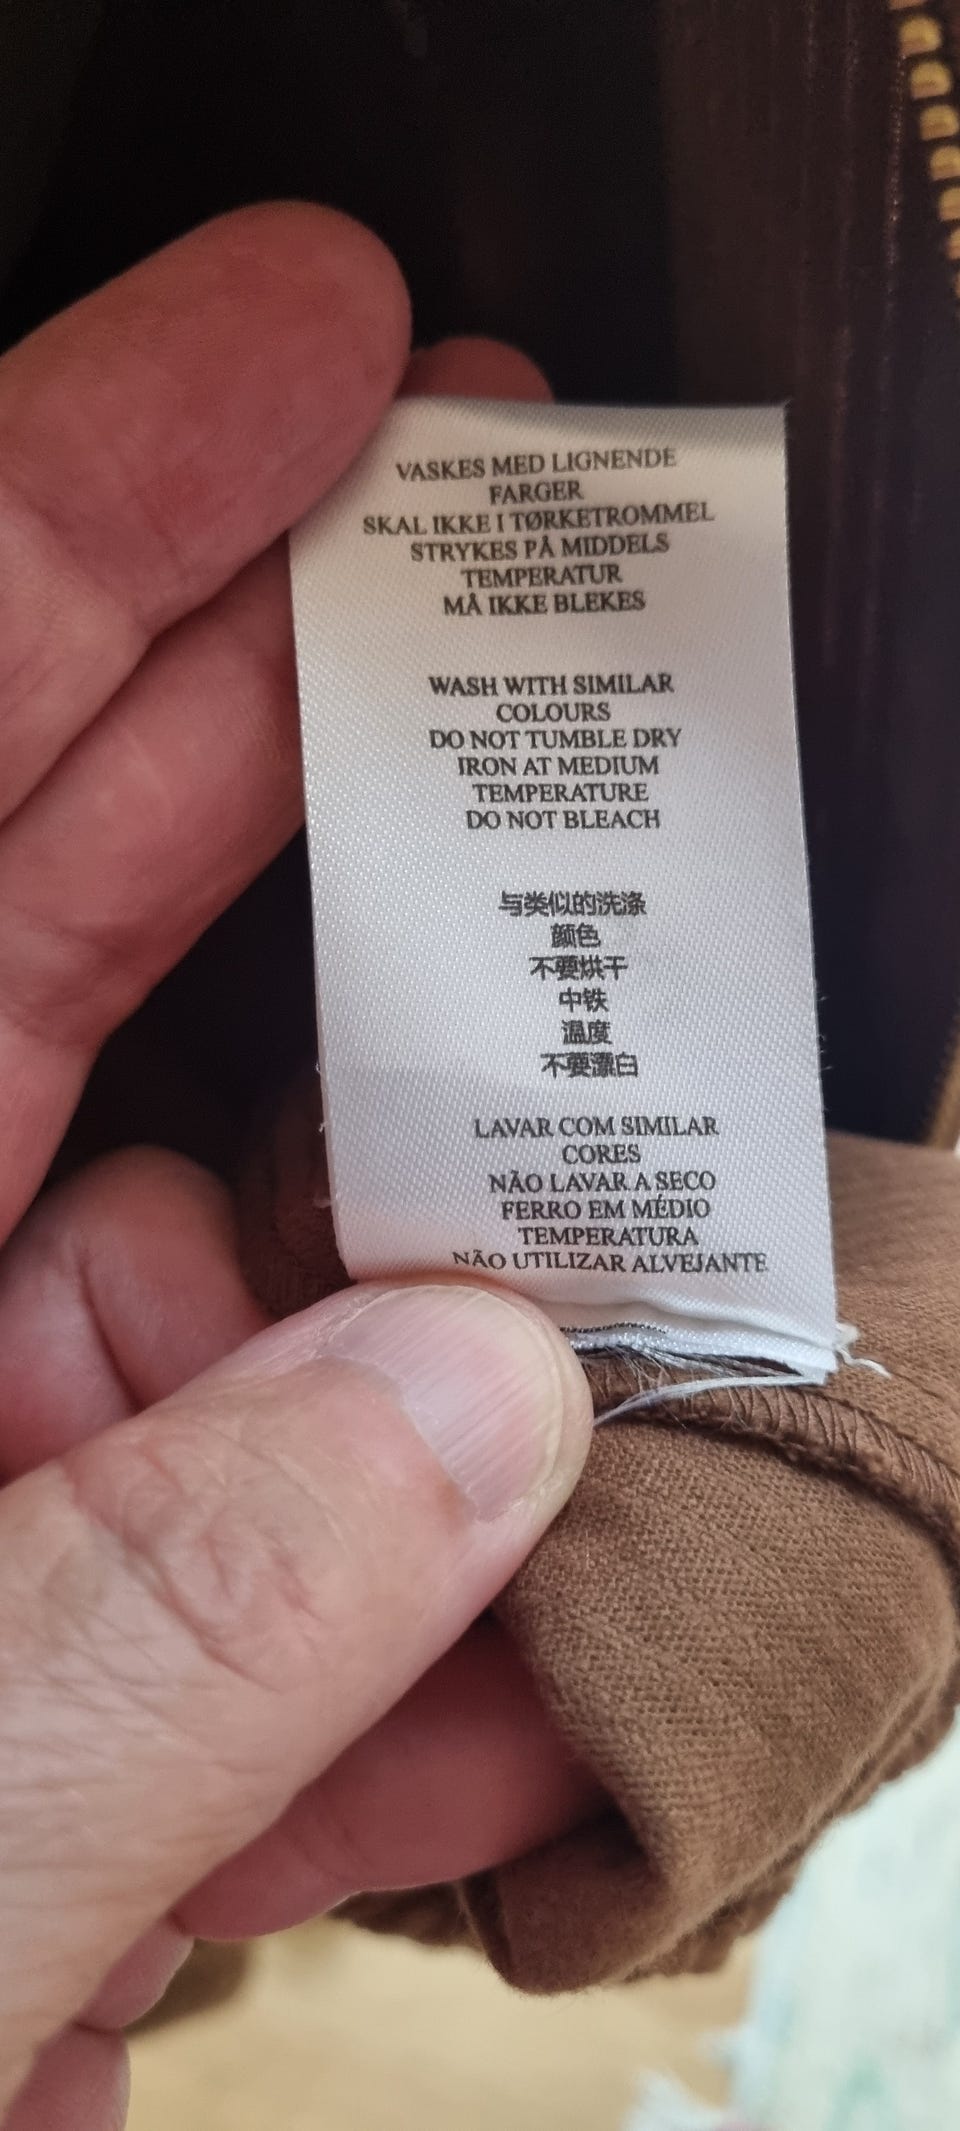 VASKES MED LIGNENDE
FARGER
SKAL IKKE I TØRKETROMMEL
STRYKES PÅ MIDDELS
TEMPERATUR
MÅ IKKE BLEKES
WASH WITH SIMILAR
COLOURS
DO NOT TUMBLE DRY
IRON AT MEDIUM
TEMPERATURE
DO NOT BLEACH
与类似的洗涤
颜色
不要烘干
中铁
温度
不要漂白
LAVAR COM SIMILAR
CORES
NÃO LAVAR A SECO
FERRO EM MÉDIO
TEMPERATURA
NÃO UTILIZAR ALVEJANTE